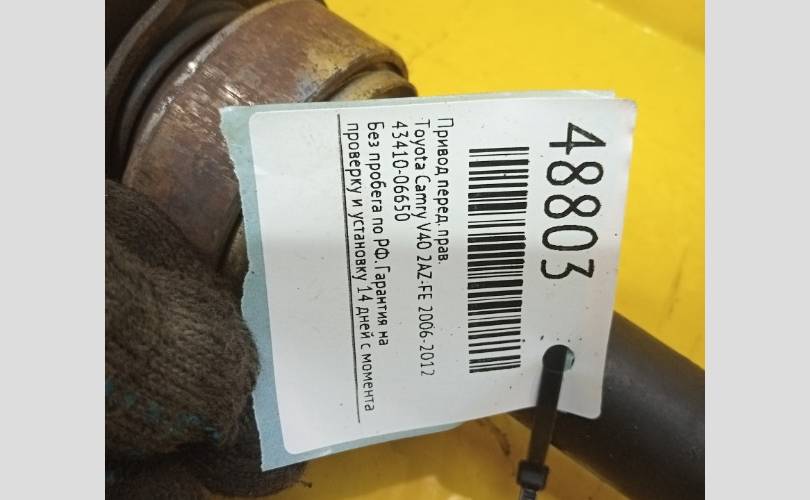 48803
Привод перед. прав.
Toyota Camry V40 2AZ-FE 2006-2012
43410-06650
Без пробега по РФ. Гарантия на
проверку и установку 14 дней с момента